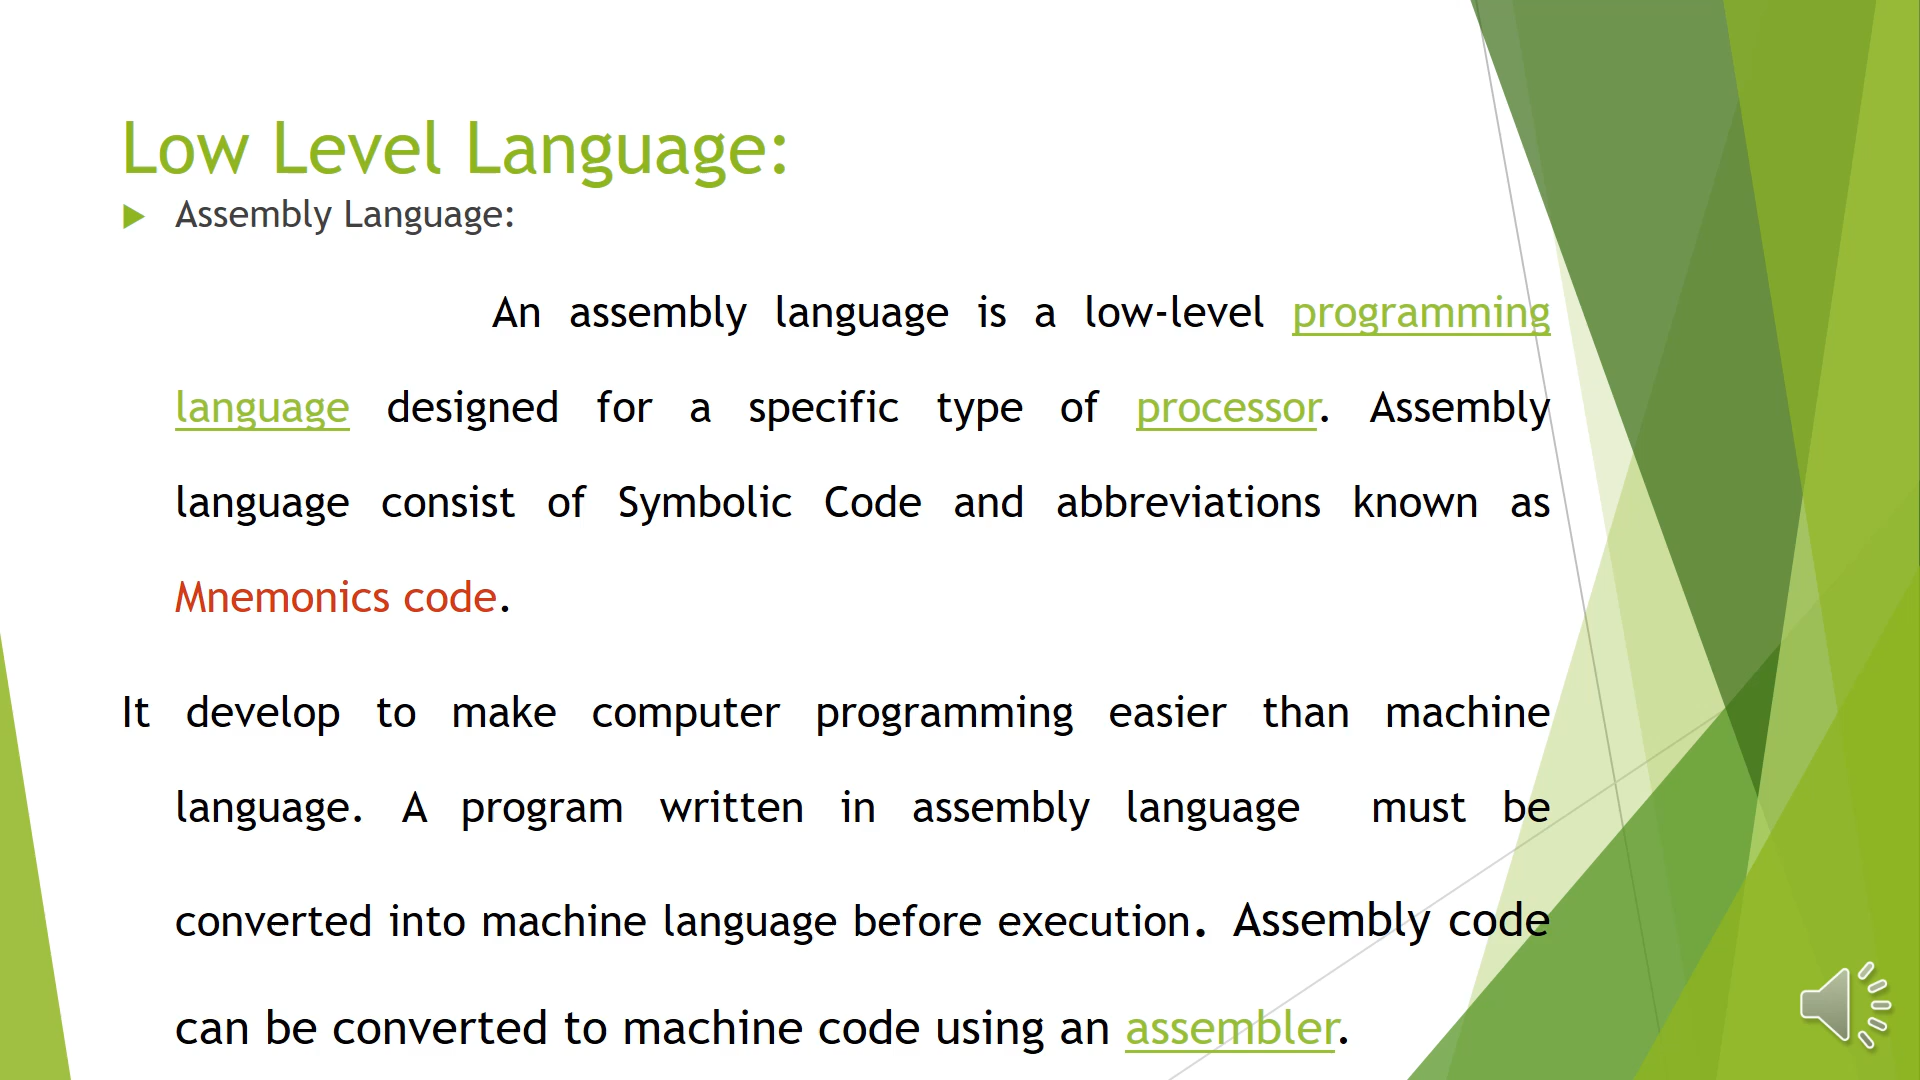 Low Level Language:
Assembly Language:
An assembly language is a low-level programming
language designed for a specific type of processor. Assembly
language consist of Symbolic Code and abbreviations known as
Mnemonics code.
It develop to make computer programming easier than machine
language. A program written in assembly language must be
converted into machine language before execution. Assembly code
can be converted to machine code using an assembler.